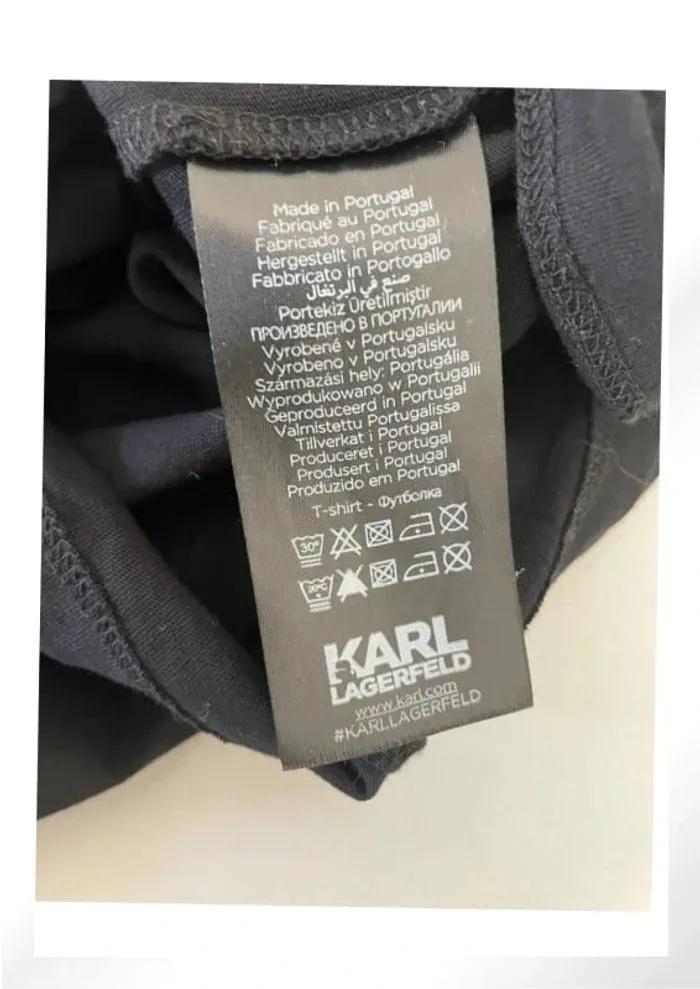 Made in Portugal
Fabriqué au Portugal
Fabricado en Portugal
Hergestellt in Portugal
Fabbricato in Portogallo
صنع في البرتغال
Portekiz Üretilmiştir
ПРОИЗВЕДЕНО В ПОРТУГАЛИИ
Vyrobené v Portugalsku
Vyrobeno v Portugalsku
Származási hely: Portugália
Wyprodukowano w Portugalii
Geproduceerd in Portugal
Valmistettu Portugalissa
Tillverkat i Portugal
Produceret i Portugal
Produsert i Portugal
Produzido em Portugal
T-shirt - Футболка
30°
30°C
KARL
LAGERFELD
www.karl.com
#KARLLAGERFELD